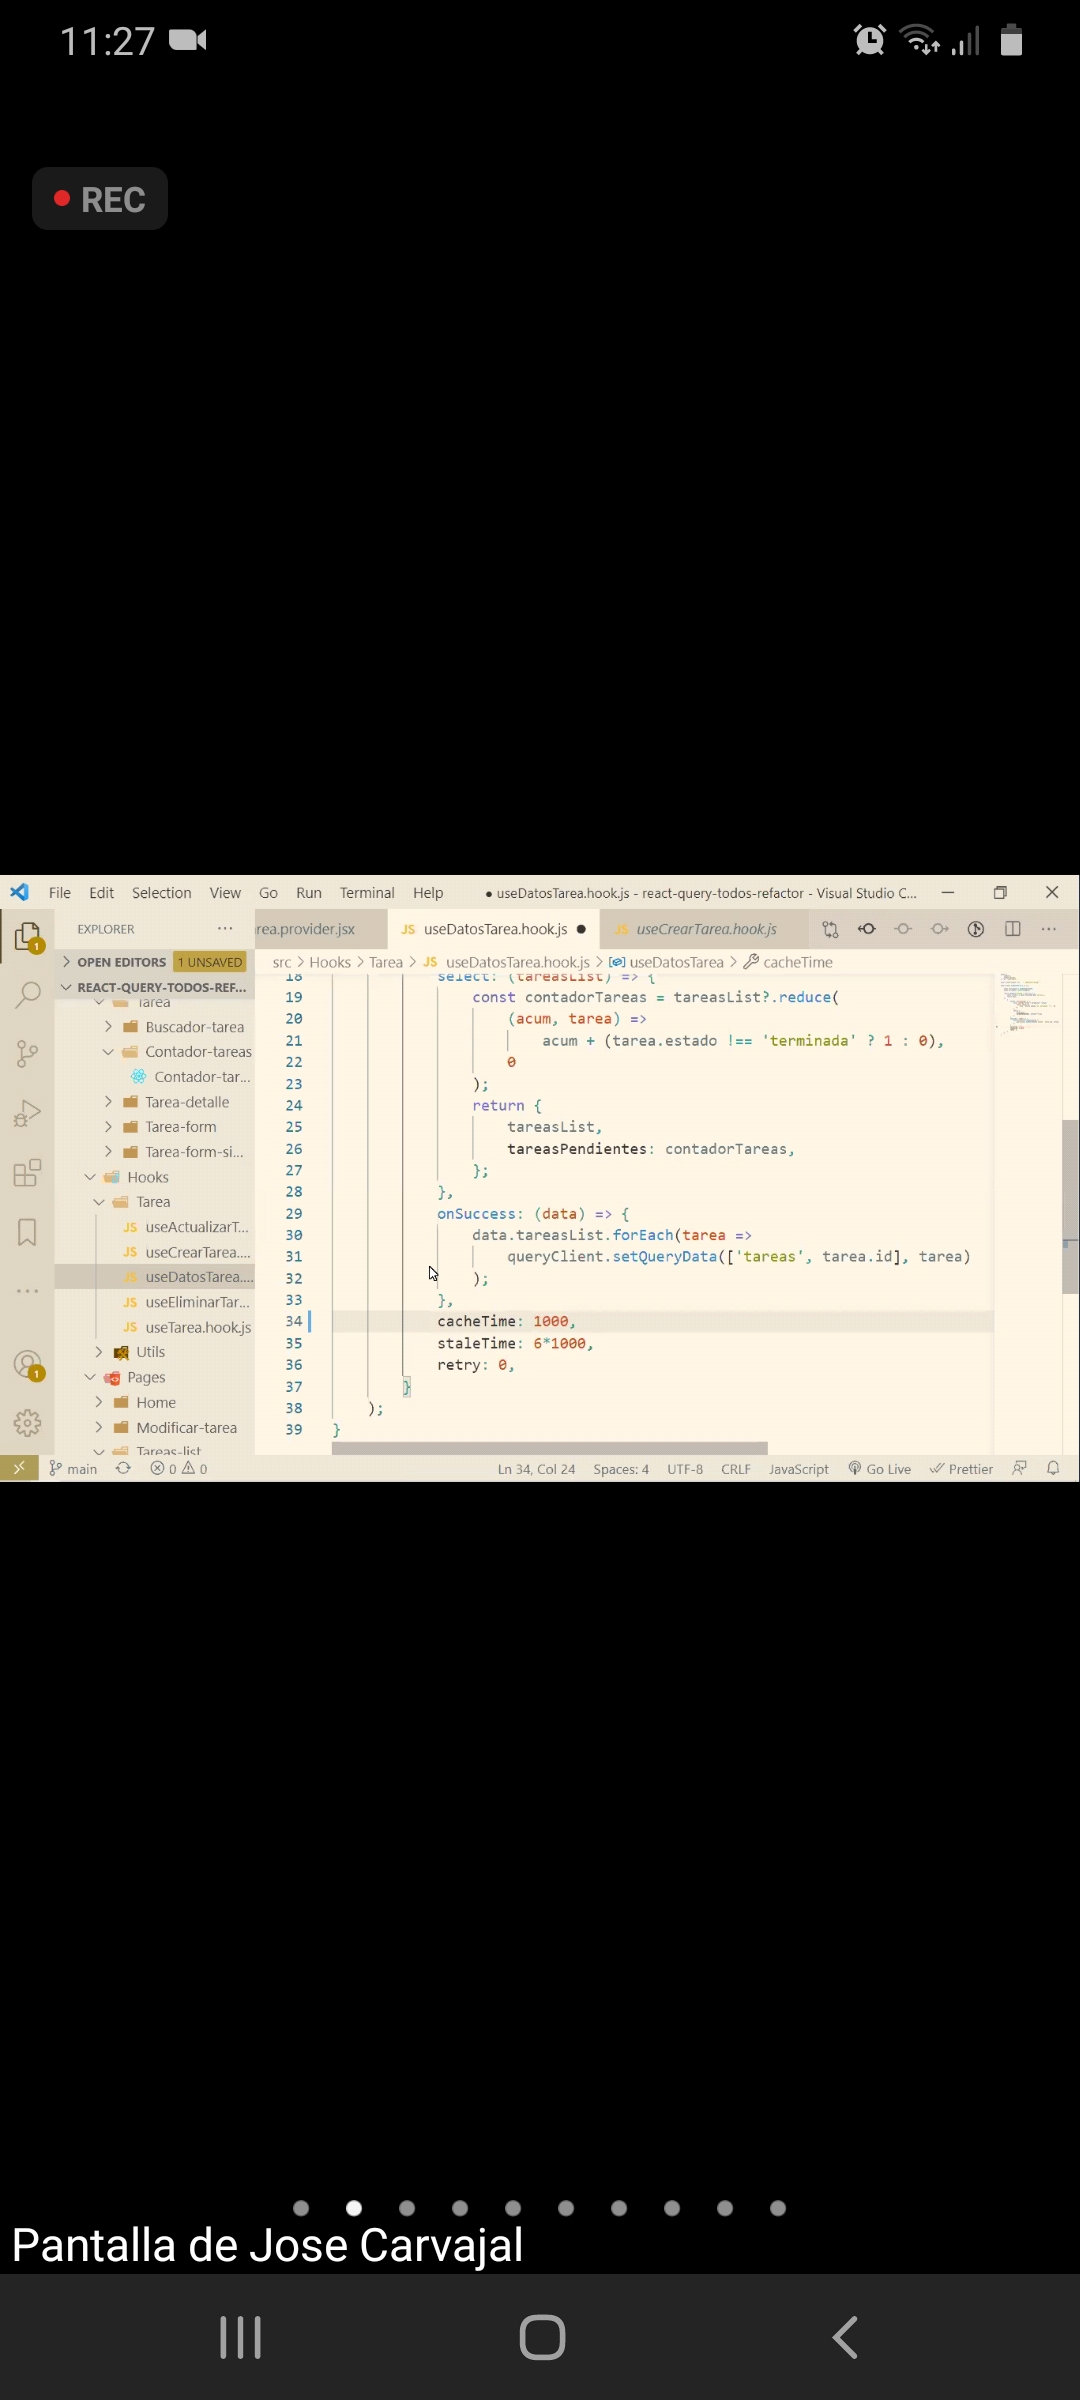 11:27
REC
File Edit Selection View Go Run Terminal Help ● useDatosTarea.hook.js - react-query-todos-refactor - Visual Studio C...
EXPLORER ...
rea.provider.jsx
JS useDatosTarea.hook.js ●
JS useCrearTarea.hook.js
OPEN EDITORS 1 UNSAVED
REACT-QUERY-TODOS-REF...
Tarea
Buscador-tarea
Contador-tareas
Contador-tar...
Tarea-detalle
Tarea-form
Tarea-form-si...
Hooks
Tarea
JS useActualizarT...
JS useCrearTarea....
JS useDatosTarea....
JS useEliminarTar...
JS useTarea.hook.js
Utils
Pages
Home
Modificar-tarea
Tareas-list
src > Hooks > Tarea > JS useDatosTarea.hook.js > useDatosTarea > cacheTime
18 select: (tareasList) => {
19 const contadorTareas = tareasList?.reduce(
20 (acum, tarea) =>
21 acum + (tarea.estado !== 'terminada' ? 1 : 0),
22 0
23 );
24 return {
25 tareasList,
26 tareasPendientes: contadorTareas,
27 };
28 },
29 onSuccess: (data) => {
30 data.tareasList.forEach(tarea =>
31 queryClient.setQueryData(['tareas', tarea.id], tarea)
32 );
33 },
34 cacheTime: 1000,
35 staleTime: 6*1000,
36 retry: 0,
37 }
38 );
39 }
main 0 0 Ln 34, Col 24 Spaces: 4 UTF-8 CRLF JavaScript Go Live Prettier
Pantalla de Jose Carvajal